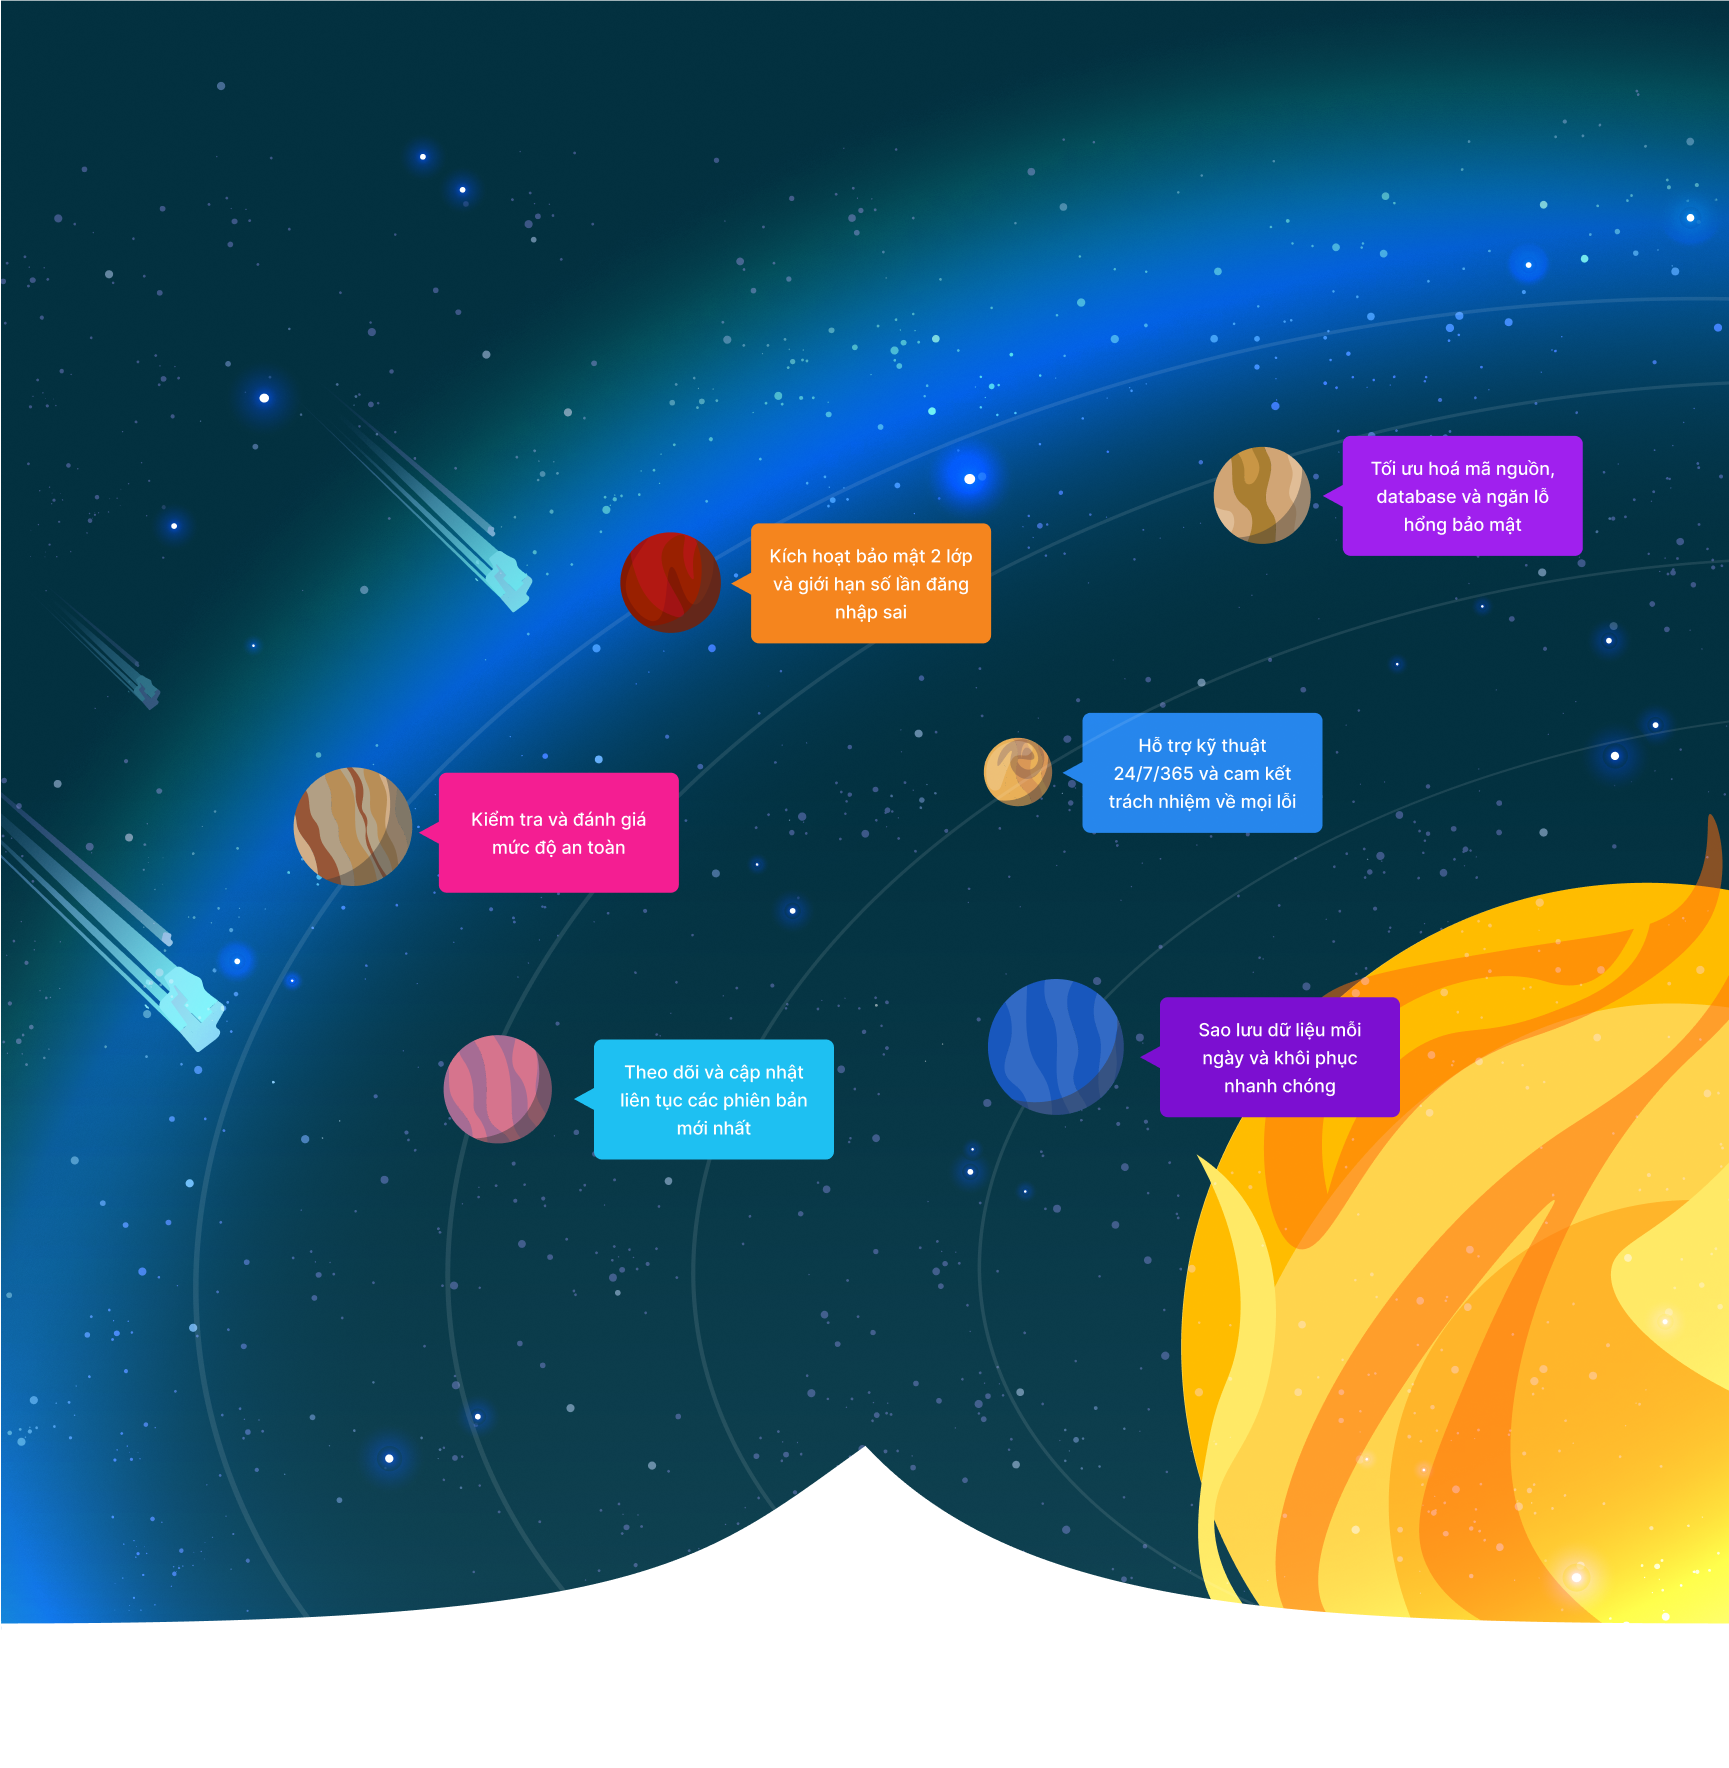 Tối ưu hoá mã nguồn,
database và ngăn lỗ
hổng bảo mật
Kích hoạt bảo mật 2 lớp
và giới hạn số lần đăng
nhập sai
Hỗ trợ kỹ thuật
24/7/365 và cam kết
trách nhiệm về mọi lỗi
Kiểm tra và đánh giá
mức độ an toàn
Sao lưu dữ liệu mỗi
ngày và khôi phục
nhanh chóng
Theo dõi và cập nhật
liên tục các phiên bản
mới nhất